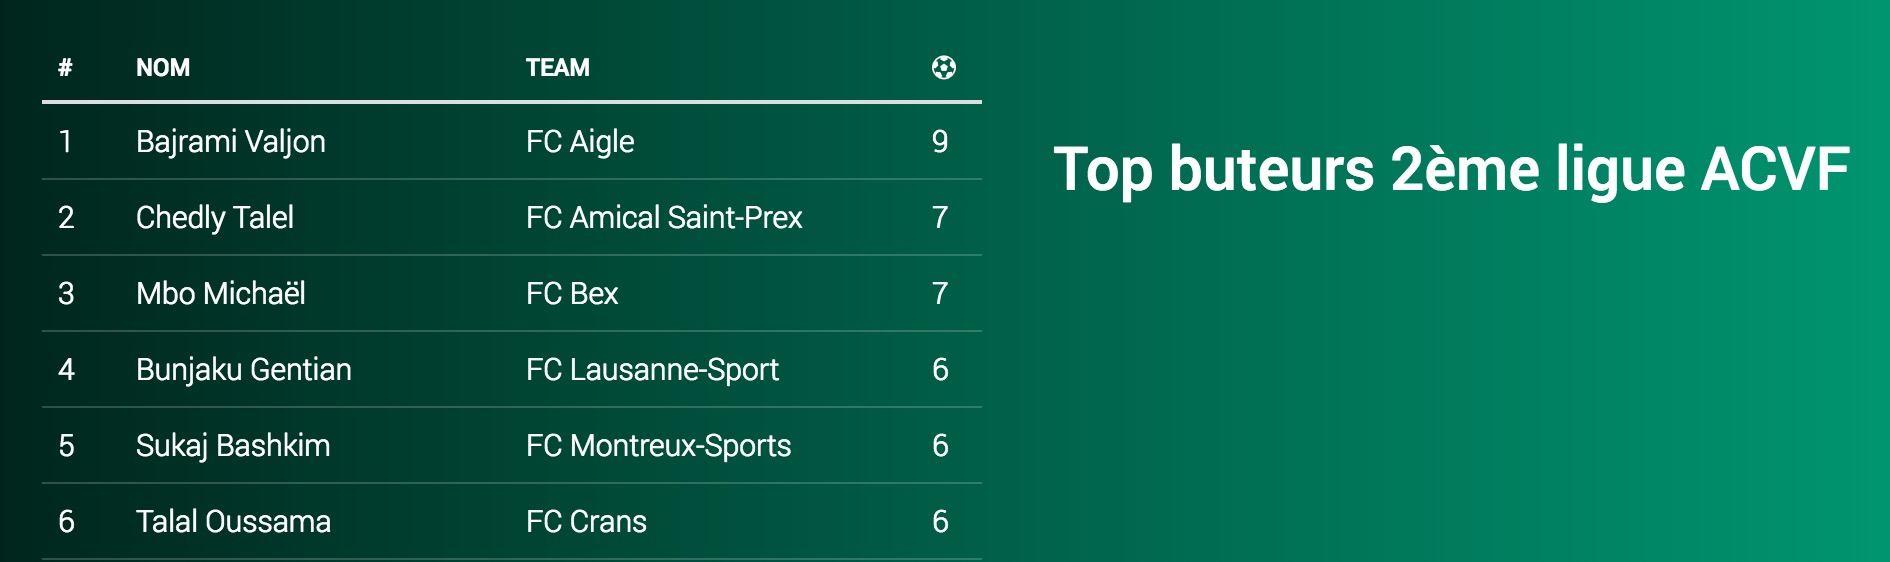 # NOM TEAM
1 Bajrami Valjon FC Aigle 9
2 Chedly Talel FC Amical Saint-Prex 7
3 Mbo Michaël FC Bex 7
4 Bunjaku Gentian FC Lausanne-Sport 6
5 Sukaj Bashkim FC Montreux-Sports 6
6 Talal Oussama FC Crans 6
Top buteurs 2ème ligue ACVF